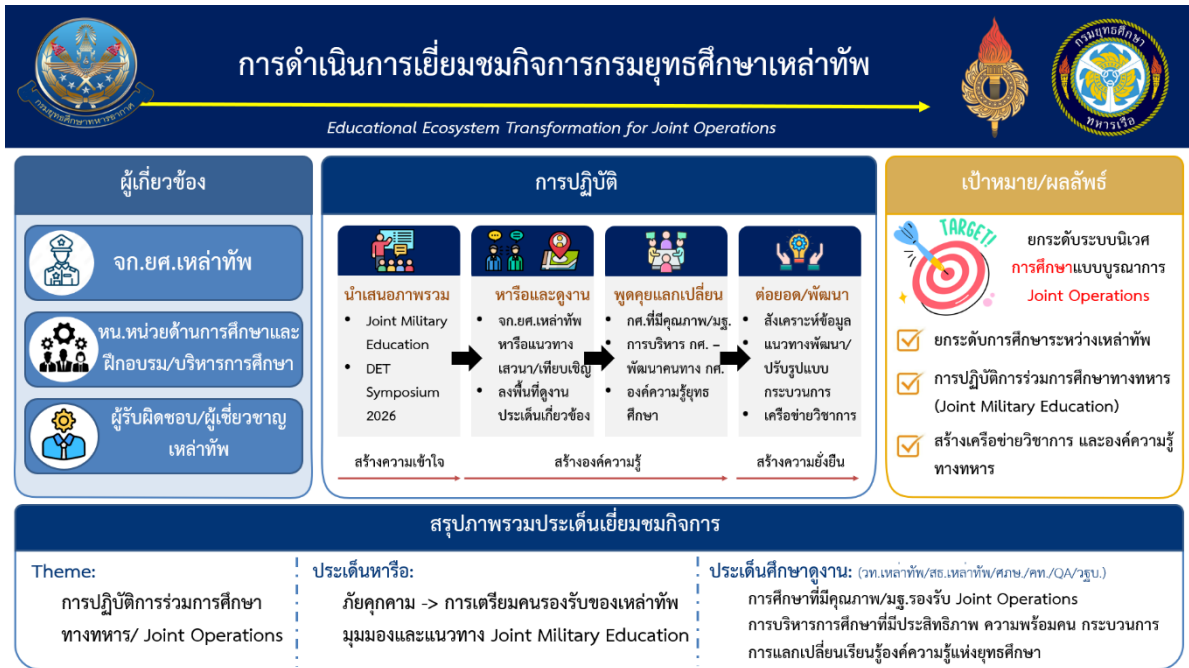 การดำเนินการเยี่ยมชมกิจการกรมยุทธศึกษาเหล่าทัพ
Educational Ecosystem Transformation for Joint Operations
กรมยุทธศึกษาทหารอากาศ
กรมยุทธศึกษา
ทหารเรือ
ผู้เกี่ยวข้อง
จก.ยศ.เหล่าทัพ
หน.หน่วยด้านการศึกษาและ
ฝึกอบรม/บริหารการศึกษา
ผู้รับผิดชอบ/ผู้เชี่ยวชาญ
เหล่าทัพ
การปฏิบัติ
นำเสนอภาพรวม
• Joint Military
Education
• DET
Symposium
2026
หารือและดูงาน
• จก.ยศ.เหล่าทัพ
หารือแนวทาง
เสวนา/เทียบเชิญ
• ลงพื้นที่ดูงาน
ประเด็นเกี่ยวข้อง
พูดคุยแลกเปลี่ยน
• กศ.ที่มีคุณภาพ/มฐ.
• การบริหาร กศ. –
พัฒนาคนทาง กศ.
• องค์ความรู้ยุทธ
ศึกษา
ต่อยอด/พัฒนา
• สังเคราะห์ข้อมูล
• แนวทางพัฒนา/
ปรับรูปแบบ
กระบวนการ
• เครือข่ายวิชาการ
สร้างความเข้าใจ
สร้างองค์ความรู้
สร้างความยั่งยืน
เป้าหมาย/ผลลัพธ์
TARGET!
ยกระดับระบบนิเวศ
การศึกษาแบบบูรณาการ
Joint Operations
ยกระดับการศึกษาระหว่างเหล่าทัพ
การปฏิบัติการร่วมการศึกษาทางทหาร
(Joint Military Education)
สร้างเครือข่ายวิชาการ และองค์ความรู้
ทางทหาร
สรุปภาพรวมประเด็นเยี่ยมชมกิจการ
Theme:
การปฏิบัติการร่วมการศึกษา
ทางทหาร/ Joint Operations
ประเด็นหารือ:
ภัยคุกคาม -> การเตรียมคนรองรับของเหล่าทัพ
มุมมองและแนวทาง Joint Military Education
ประเด็นศึกษาดูงาน: (วท.เหล่าทัพ/สธ.เหล่าทัพ/ศภษ./คท./QA/วฐบ.)
การศึกษาที่มีคุณภาพ/มฐ.รองรับ Joint Operations
การบริหารการศึกษาที่มีประสิทธิภาพ ความพร้อมคน กระบวนการ
การแลกเปลี่ยนเรียนรู้องค์ความรู้แห่งยุทธศึกษา